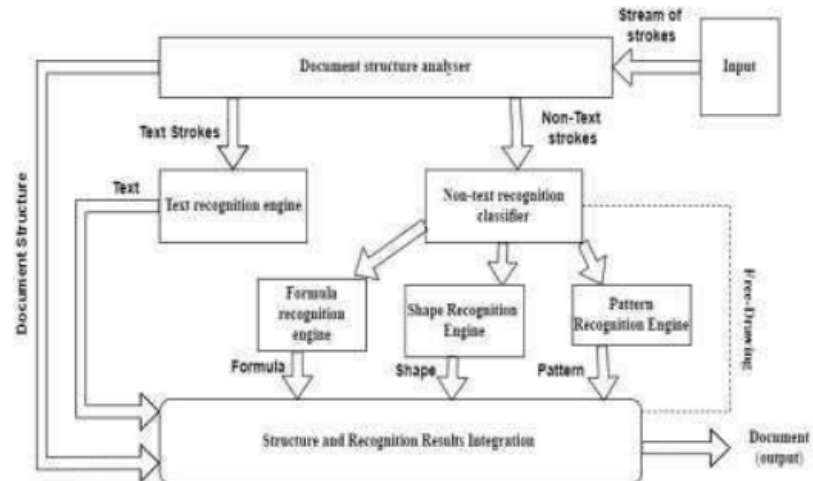 Stream of
strokes
Document structure analyser
Input
Text Strokes
Non-Text
strokes
Text
Text recognition engine
Non-text recognition
classifier
Document Structure
Free-Drawing
Formula
recognition
engine
Shape Recognition
Engine
Pattern
Recognition Engine
Formula
Shape
Pattern
Structure and Recognition Results Integration
Document
(output)